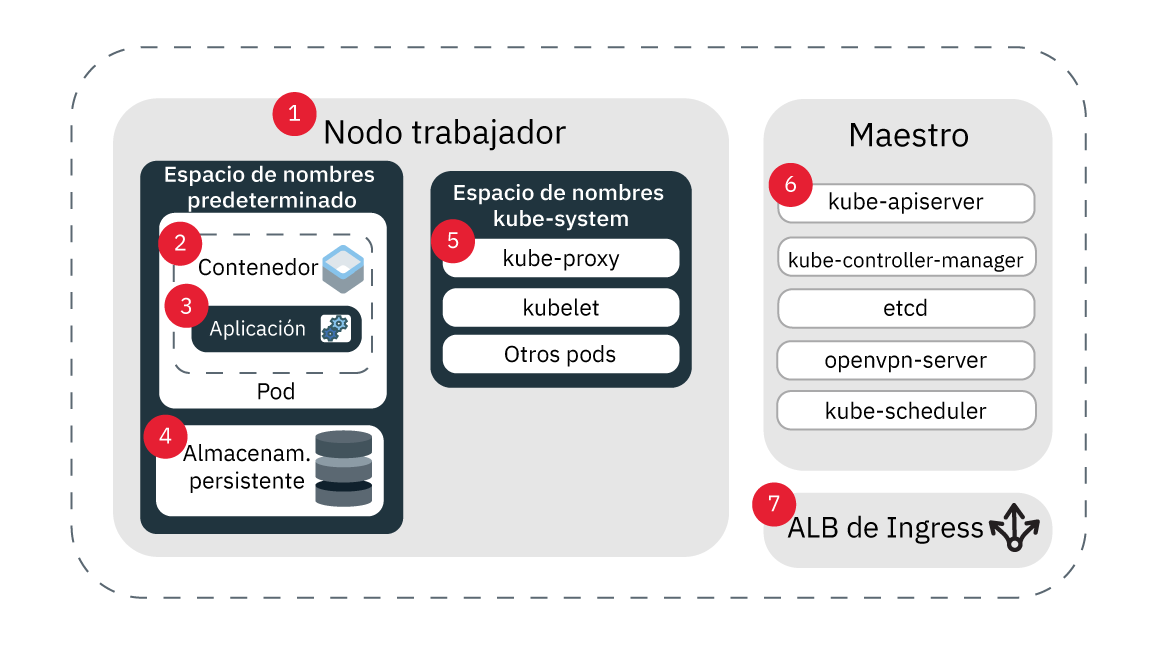 1
Nodo trabajador
Espacio de nombres
predeterminado
2
Contenedor
3
Aplicación
Pod
4
Almacenam.
persistente
Espacio de nombres
kube-system
5
kube-proxy
kubelet
Otros pods
Maestro
6
kube-apiserver
kube-controller-manager
etcd
openvpn-server
kube-scheduler
7
ALB de Ingress